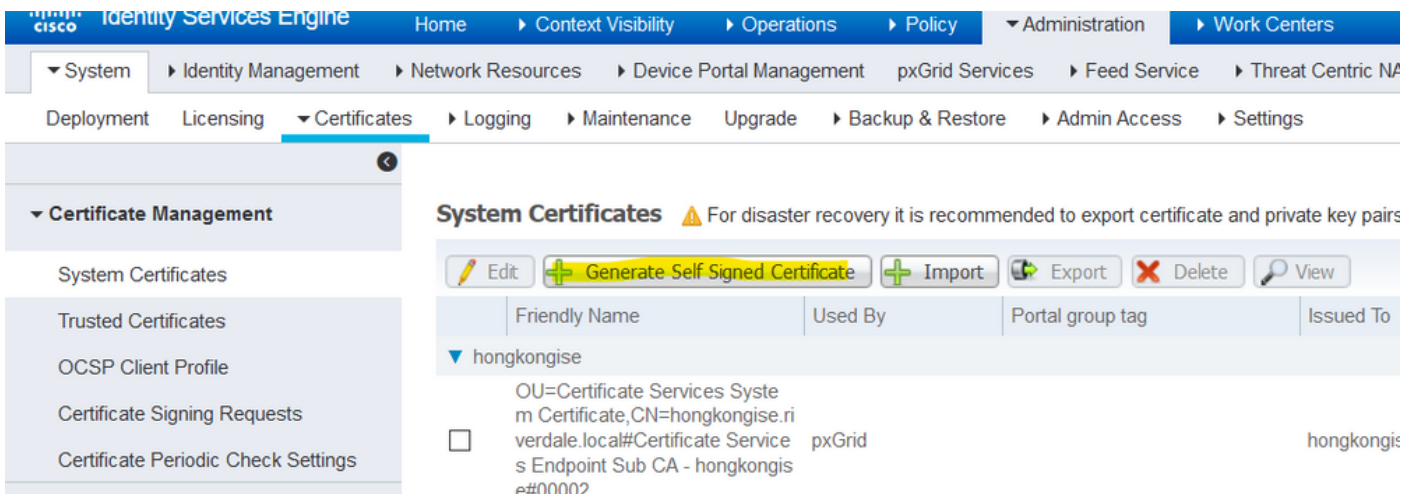 cisco Identity Services Engine Home Context Visibility Operations Policy Administration Work Centers
System Identity Management Network Resources Device Portal Management pxGrid Services Feed Service Threat Centric NA
Deployment Licensing Certificates Logging Maintenance Upgrade Backup & Restore Admin Access Settings
Certificate Management
System Certificates
Trusted Certificates
OCSP Client Profile
Certificate Signing Requests
Certificate Periodic Check Settings
System Certificates For disaster recovery it is recommended to export certificate and private key pairs
Edit Generate Self Signed Certificate Import Export Delete View
Friendly Name Used By Portal group tag Issued To
hongkongise
OU=Certificate Services Syste
m Certificate,CN=hongkongise.ri
verdale.local#Certificate Service pxGrid hongkongis
s Endpoint Sub CA - hongkongis
e#00002